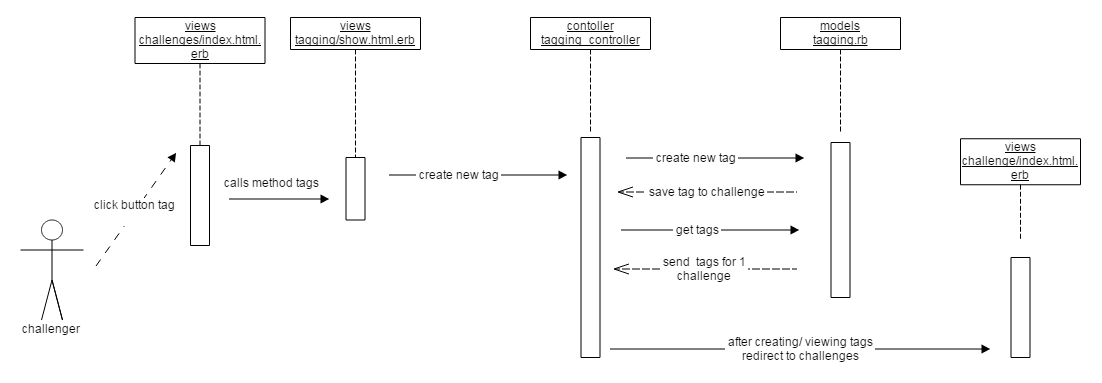 views
challenges/index.html.
erb
views
tagging/show.html.erb
contoller
tagging_controller
models
tagging.rb
views
challenge/index.html.
erb
click button tag
calls method tags
create new tag
create new tag
save tag to challenge
get tags
send tags for 1
challenge
challenger
after creating/ viewing tags
redirect to challenges